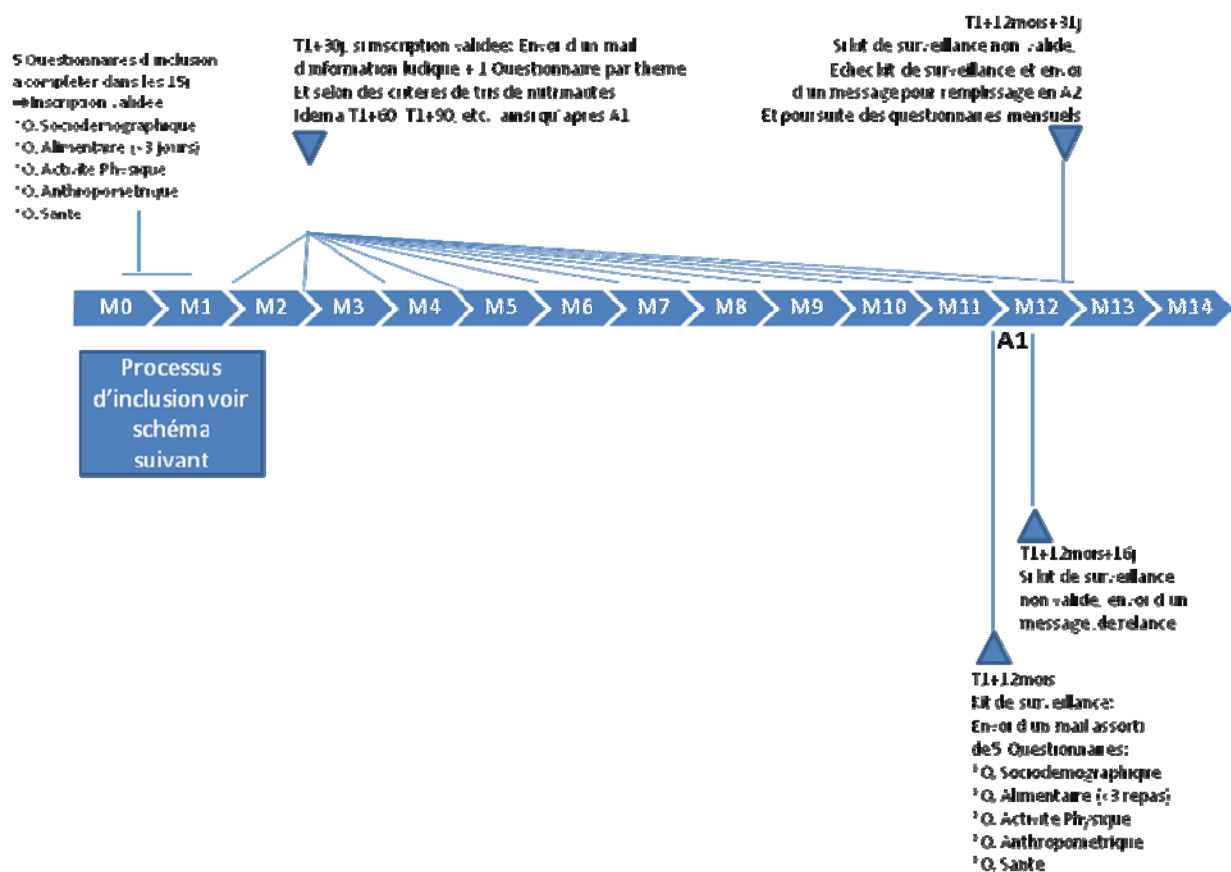 5 Questionnaires d'inclusion
a completer dans les 15j
⇒Inscription validee
*Q. Sociodemographique
*Q. Alimentaire (*3 jours)
*Q. Activite Physique
*Q. Anthropometrique
*Q. Sante
T1+30j, si inscription validee: Envoi d'un mail
d'information ludique + 1 Questionnaire par theme
Et selon des criteres de tris de nutrinautes
Idem a T1+60 T1+90, etc. ainsi qu'apres A1
T1+12mois+31j
Si kit de surveillance non valide,
Echec kit de surveillance et envoi
d'un message pour remplissage en A2
Et poursuite des questionnaires mensuels
M0 M1 M2 M3 M4 M5 M6 M7 M8 M9 M10 M11 M12 M13 M14
A1
Processus
d'inclusion voir
schéma
suivant
T1+12mois+16j
Si kit de surveillance
non valide, envoi d'un
message de relance
T1+12mois
Kit de surveillance:
Envoi d'un mail assorti
de 5 Questionnaires:
*Q. Sociodemographique
*Q. Alimentaire (*3 repas)
*Q. Activite Physique
*Q. Anthropometrique
*Q. Sante